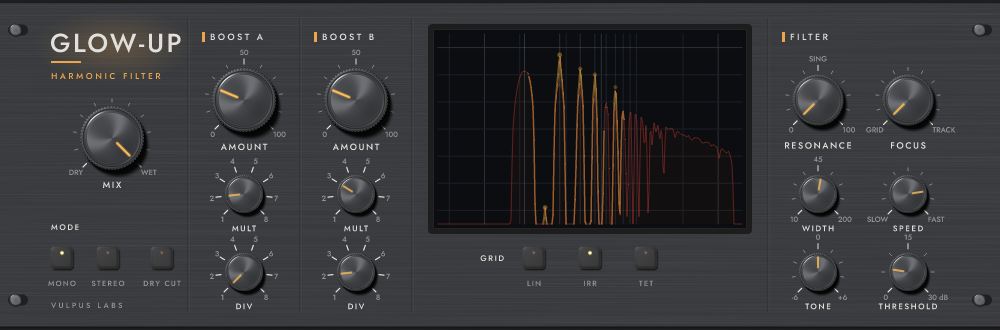 GLOW-UP
HARMONIC FILTER
DRY WET
MIX
MODE
MONO STEREO DRY CUT
VULPUS LABS
BOOST A
50
0 100
AMOUNT
1 2 3 4 5 6 7 8
MULT
1 2 3 4 5 6 7 8
DIV
BOOST B
50
0 100
AMOUNT
1 2 3 4 5 6 7 8
MULT
1 2 3 4 5 6 7 8
DIV
GRID
LIN IRR TET
FILTER
SING
0 100
RESONANCE
GRID TRACK
FOCUS
45
10 200
WIDTH
SLOW FAST
SPEED
0
-6 +6
TONE
15
0 30 dB
THRESHOLD